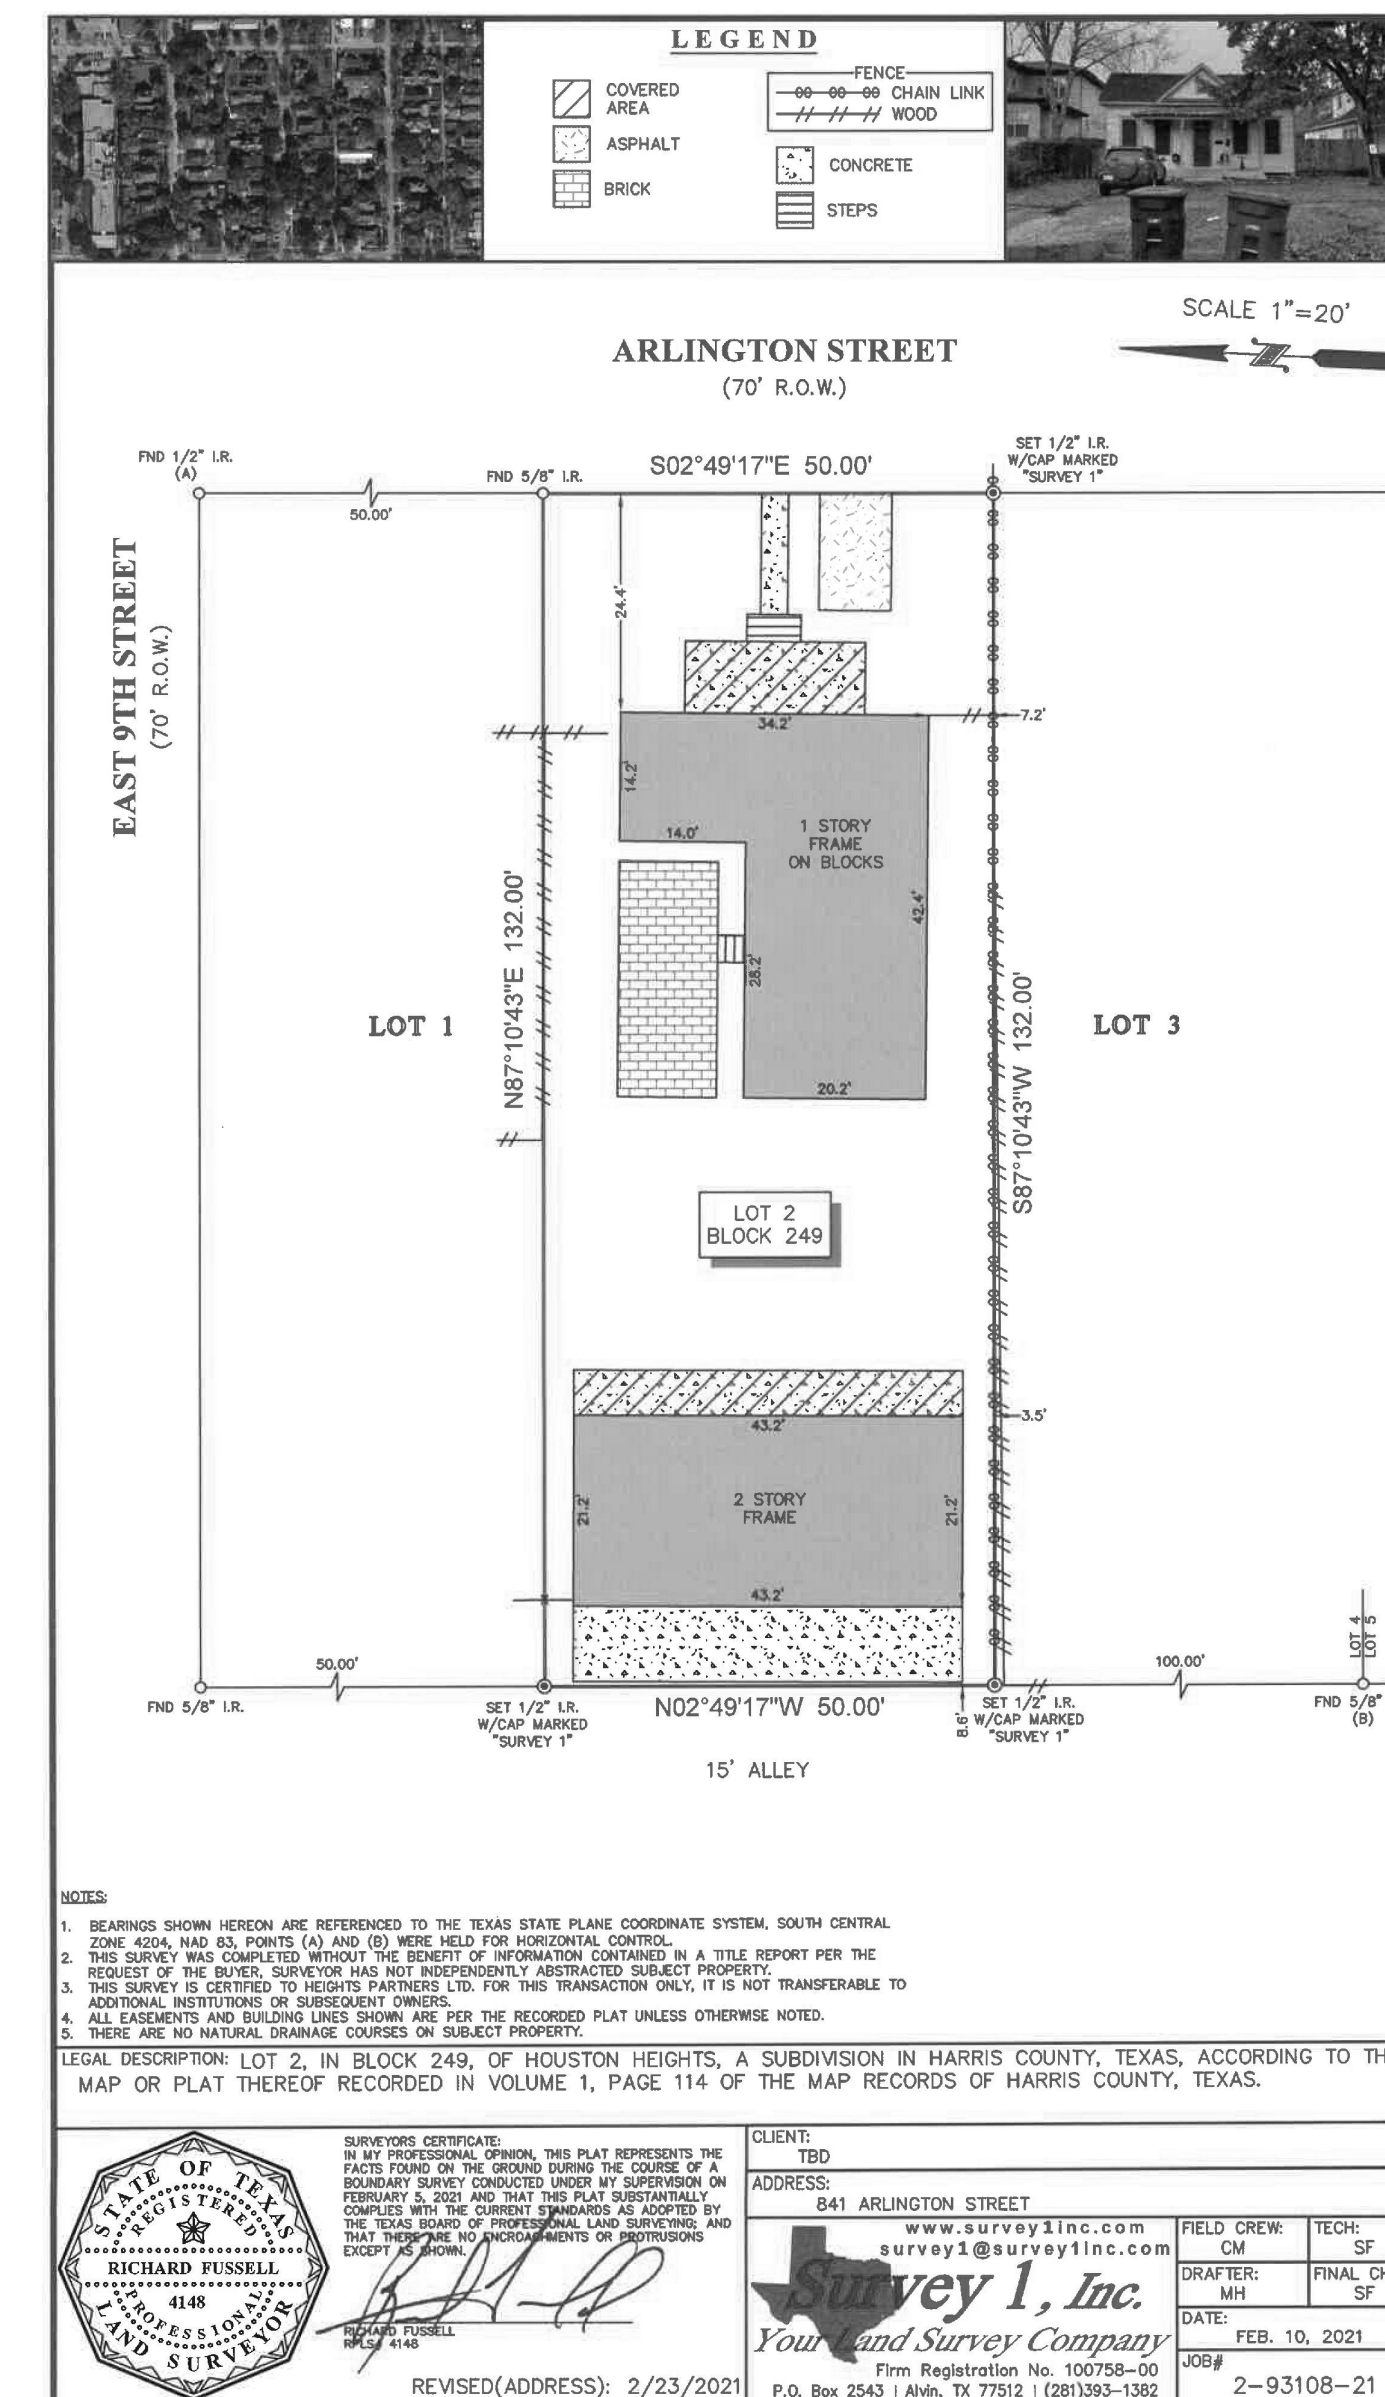 LEGEND
COVERED
AREA
ASPHALT
BRICK
FENCE
CHAIN LINK
WOOD
CONCRETE
STEPS
SCALE 1"=20'
ARLINGTON STREET
(70' R.O.W.)
FND 1/2" I.R.
(A)
FND 5/8" I.R.
S02°49'17"E 50.00'
SET 1/2" I.R.
W/CAP MARKED
"SURVEY 1"
50.00'
EAST 9TH STREET
(70' R.O.W.)
24.4'
34.2'
7.2'
14.2'
14.0'
1 STORY
FRAME
ON BLOCKS
42.4'
28.2'
20.2'
N87°10'43"E 132.00'
S87°10'43"W 132.00'
LOT 1
LOT 3
LOT 2
BLOCK 249
43.2'
3.5'
21.2'
2 STORY
FRAME
21.2'
43.2'
LOT 4
LOT 5
50.00'
100.00'
FND 5/8" I.R.
SET 1/2" I.R.
W/CAP MARKED
"SURVEY 1"
N02°49'17"W 50.00'
8.6'
SET 1/2" I.R.
W/CAP MARKED
"SURVEY 1"
FND 5/8"
(B)
15' ALLEY
NOTES:
1. BEARINGS SHOWN HEREON ARE REFERENCED TO THE TEXAS STATE PLANE COORDINATE SYSTEM, SOUTH CENTRAL
ZONE 4204, NAD 83, POINTS (A) AND (B) WERE HELD FOR HORIZONTAL CONTROL.
2. THIS SURVEY WAS COMPLETED WITHOUT THE BENEFIT OF INFORMATION CONTAINED IN A TITLE REPORT PER THE
REQUEST OF THE BUYER, SURVEYOR HAS NOT INDEPENDENTLY ABSTRACTED SUBJECT PROPERTY.
3. THIS SURVEY IS CERTIFIED TO HEIGHTS PARTNERS LTD. FOR THIS TRANSACTION ONLY, IT IS NOT TRANSFERABLE TO
ADDITIONAL INSTITUTIONS OR SUBSEQUENT OWNERS.
4. ALL EASEMENTS AND BUILDING LINES SHOWN ARE PER THE RECORDED PLAT UNLESS OTHERWISE NOTED.
5. THERE ARE NO NATURAL DRAINAGE COURSES ON SUBJECT PROPERTY.
LEGAL DESCRIPTION: LOT 2, IN BLOCK 249, OF HOUSTON HEIGHTS, A SUBDIVISION IN HARRIS COUNTY, TEXAS, ACCORDING TO TH
MAP OR PLAT THEREOF RECORDED IN VOLUME 1, PAGE 114 OF THE MAP RECORDS OF HARRIS COUNTY, TEXAS.
STATE OF TEXAS
REGISTERED
RICHARD FUSSELL
4148
PROFESSIONAL
LAND SURVEYOR
SURVEYORS CERTIFICATE:
IN MY PROFESSIONAL OPINION, THIS PLAT REPRESENTS THE
FACTS FOUND ON THE GROUND DURING THE COURSE OF A
BOUNDARY SURVEY CONDUCTED UNDER MY SUPERVISION ON
FEBRUARY 5, 2021 AND THAT THIS PLAT SUBSTANTIALLY
COMPLIES WITH THE CURRENT STANDARDS AS ADOPTED BY
THE TEXAS BOARD OF PROFESSIONAL LAND SURVEYING; AND
THAT THERE ARE NO ENCROACHMENTS OR PROTRUSIONS
EXCEPT AS SHOWN.
RICHARD FUSSELL
RPLS# 4148
REVISED(ADDRESS): 2/23/2021
CLIENT:
TBD
ADDRESS:
841 ARLINGTON STREET
www.survey1inc.com
survey1@survey1inc.com
Survey 1, Inc.
Your Land Survey Company
Firm Registration No. 100758-00
P.O. Box 2543 | Alvin, TX 77512 | (281)393-1382
FIELD CREW:
CM
TECH:
SF
DRAFTER:
MH
FINAL CH
SF
DATE:
FEB. 10, 2021
JOB#
2-93108-21